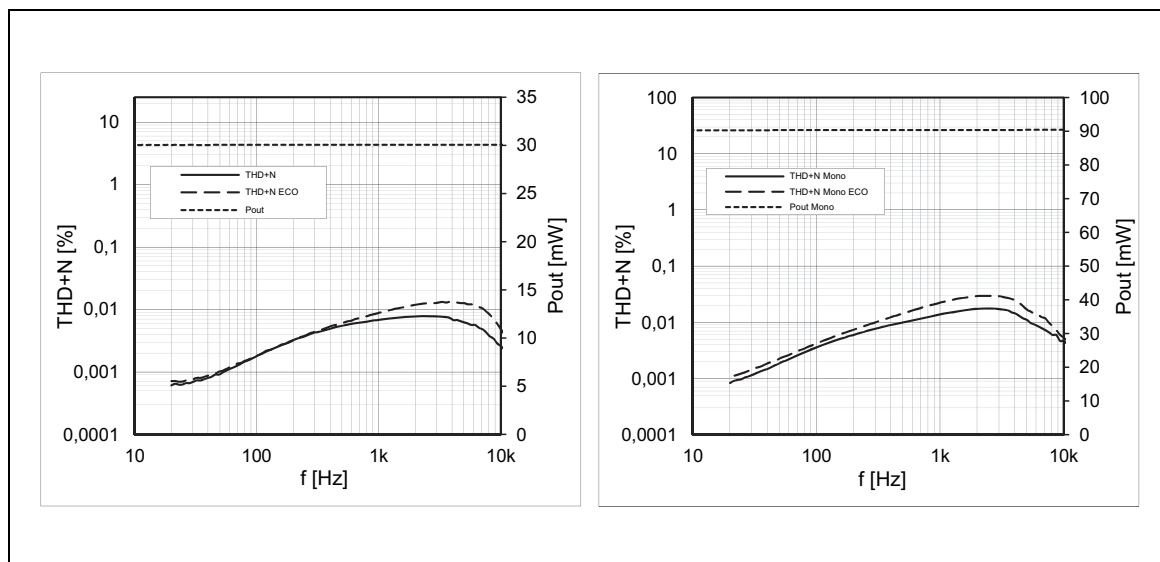 THD+N [%]
10
1
0,1
0,01
0,001
0,0001
THD+N
THD+N ECO
Pout
35
30
25
20
15
10
5
0
Pout [mW]
10 100 1k 10k
f [Hz]
THD+N [%]
100
10
1
0,1
0,01
0,001
0,0001
THD+N Mono
THD+N Mono ECO
Pout Mono
100
90
80
70
60
50
40
30
20
10
0
Pout [mW]
10 100 1k 10k
f [Hz]